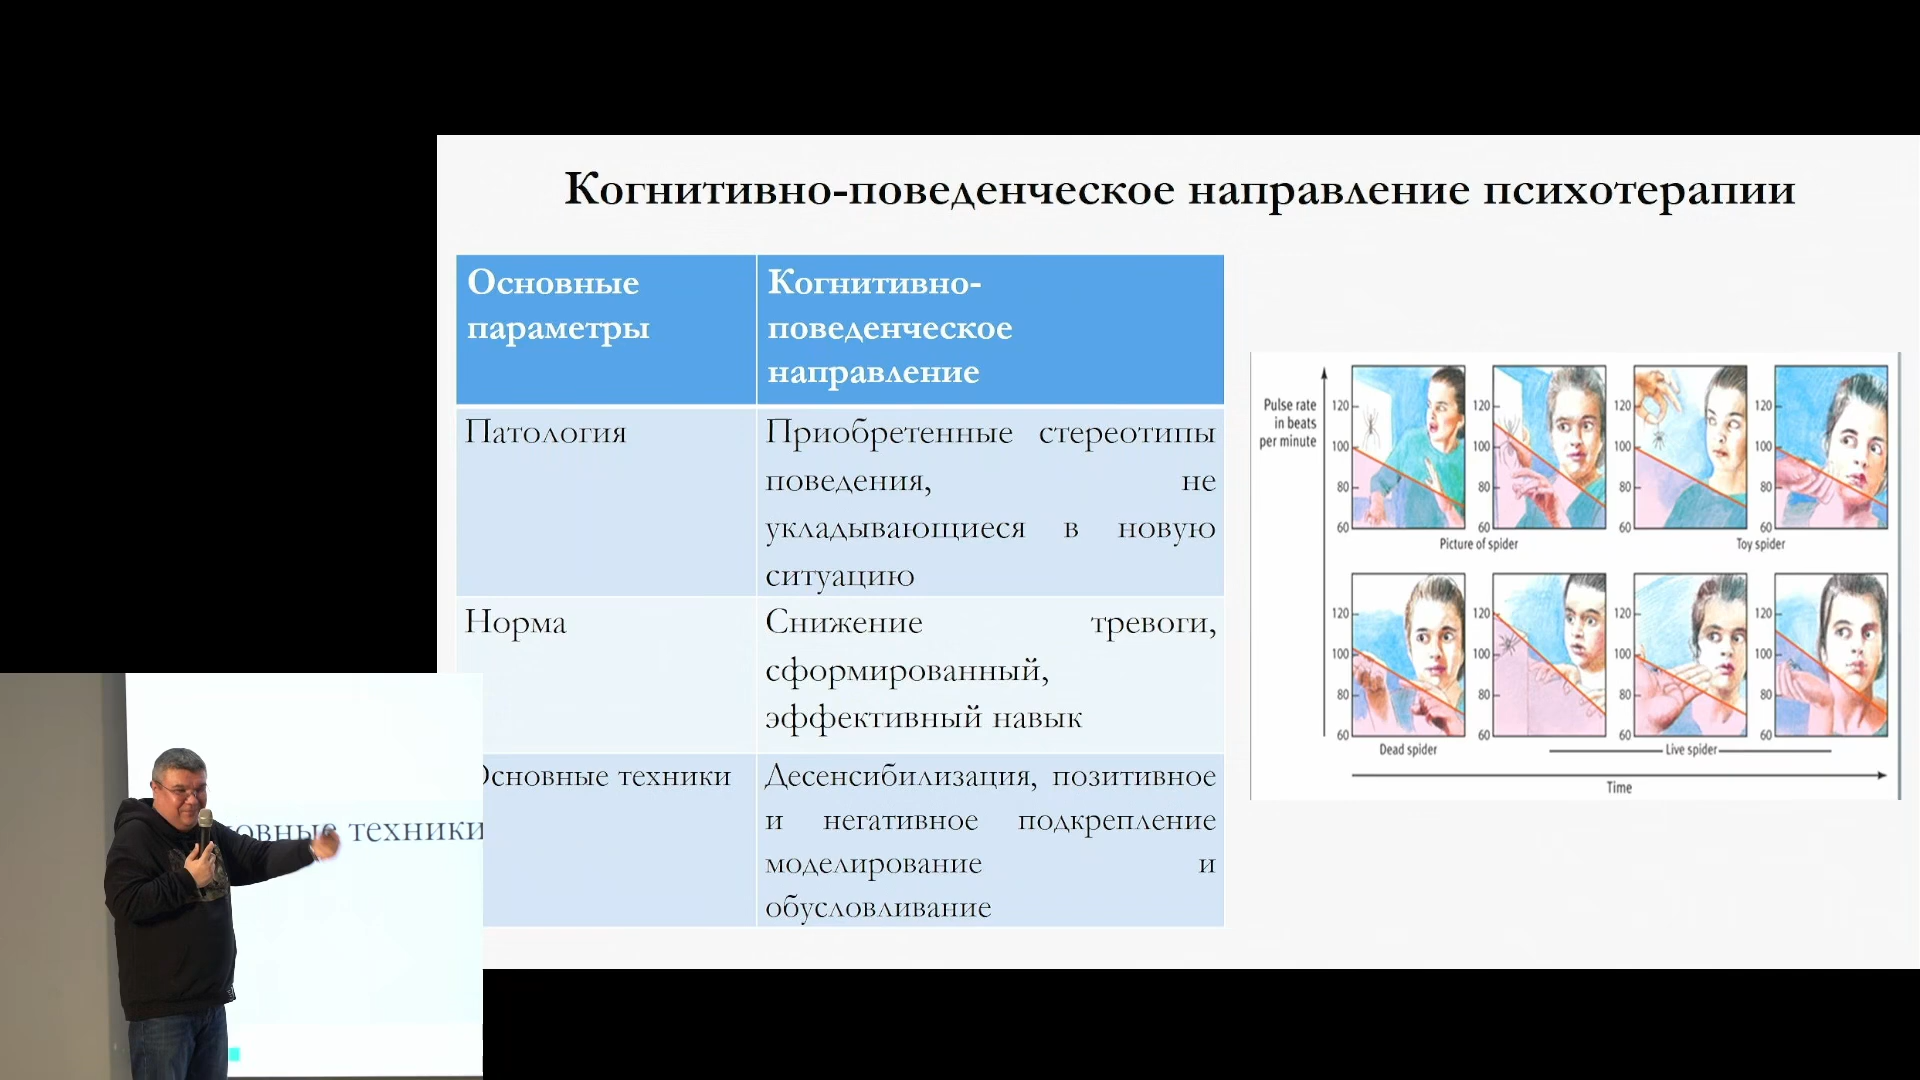 Когнитивно-поведенческое направление психотерапии
Основные
параметры
Когнитивно-
поведенческое
направление
Патология
Приобретенные стереотипы
поведения, не
укладывающиеся в новую
ситуацию
Норма
Снижение тревоги,
сформированный,
эффективный навык
Основные техники
Десенсибилизация, позитивное
и негативное подкрепление
моделирование и
обусловливание
Pulse rate
in beats
per minute
120
100
80
60
120
100
80
60
120
100
80
60
120
100
80
60
Picture of spider
Toy spider
120
100
80
60
120
100
80
60
120
100
80
60
120
100
80
60
Dead spider
Live spider
Time
овные техники